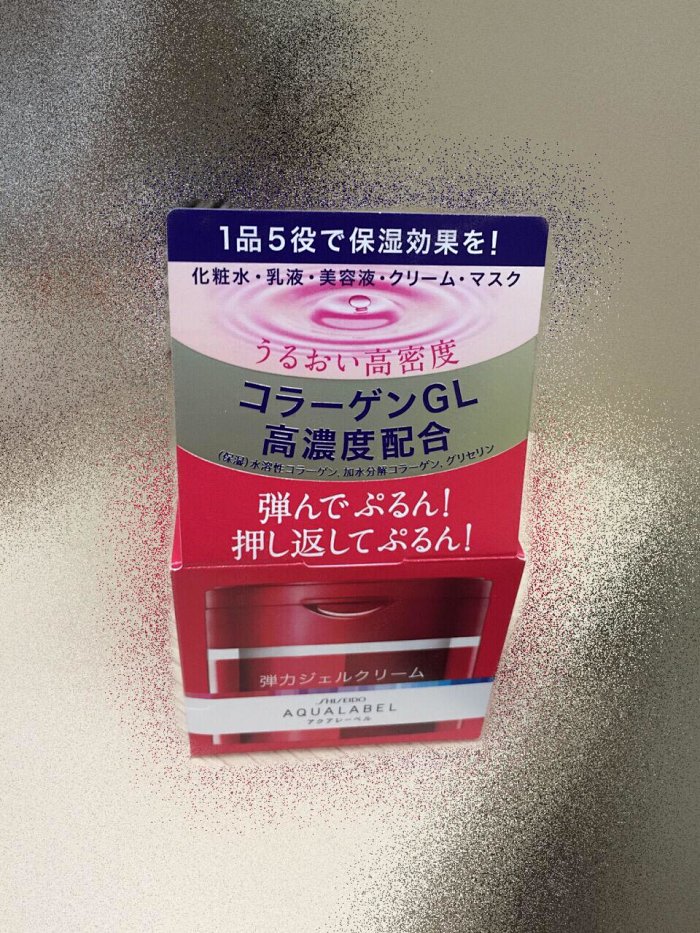 1品5役で保湿効果を!
化粧水・乳液・美容液・クリーム・マスク
うるおい高密度
コラーゲンGL
高濃度配合
(保湿)水溶性コラーゲン,加水分解コラーゲン,グリセリン
弾んでぷるん!
押し返してぷるん!
弾力ジェルクリーム
SHISEIDO
AQUALABEL
アクアレーベル